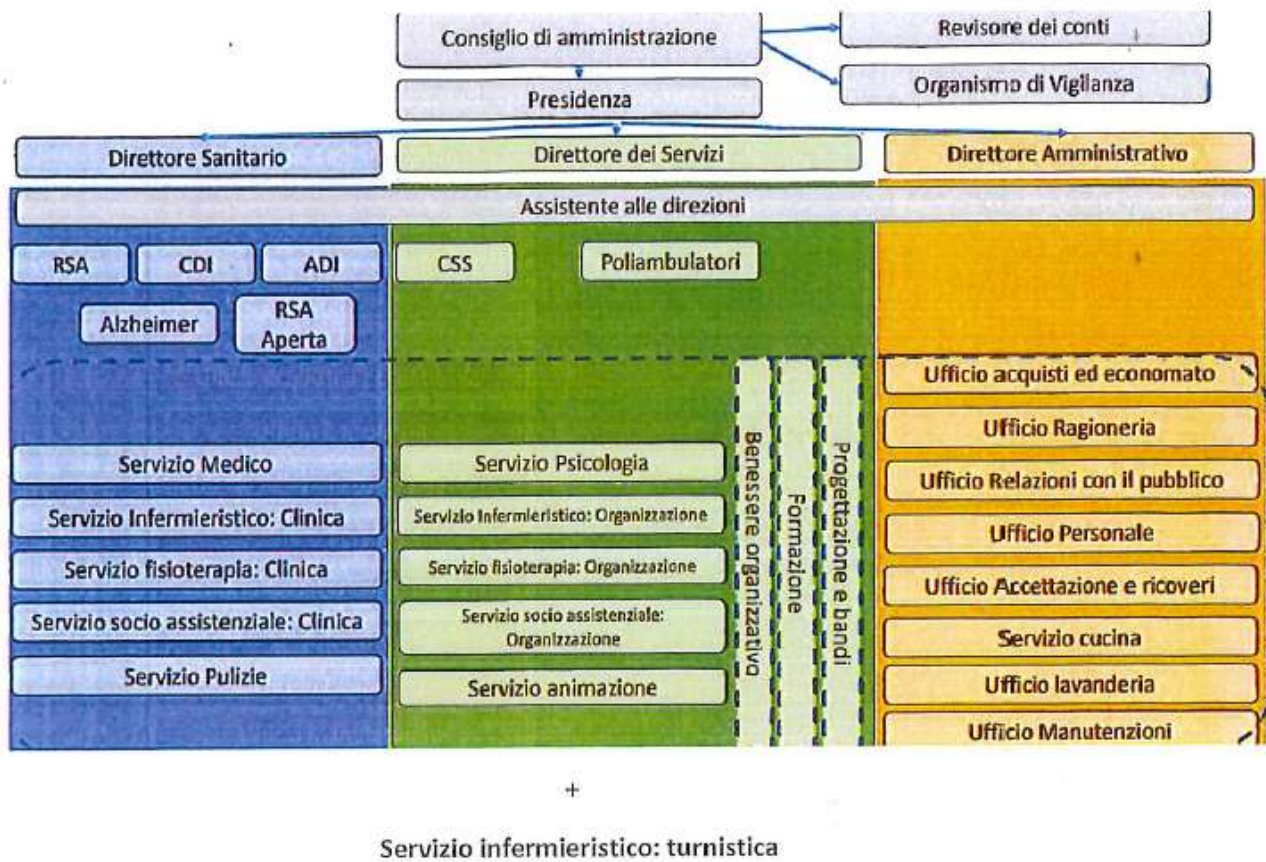 Consiglio di amministrazione
Revisore dei conti
Organismo di Vigilanza
Presidenza
Direttore Sanitario
Direttore dei Servizi
Direttore Amministrativo
Assistente alle direzioni
RSA
CDI
ADI
CSS
Poliambulatori
Alzheimer
RSA
Aperta
Servizio Medico
Servizio Infermieristico: Clinica
Servizio fisioterapia: Clinica
Servizio socio assistenziale: Clinica
Servizio Pulizie
Servizio Psicologia
Servizio Infermieristico: Organizzazione
Servizio fisioterapia: Organizzazione
Servizio socio assistenziale:
Organizzazione
Servizio animazione
Benessere organizzativo
Formazione
Progettazione e bandi
Ufficio acquisti ed economato
Ufficio Ragioneria
Ufficio Relazioni con il pubblico
Ufficio Personale
Ufficio Accettazione e ricoveri
Servizio cucina
Ufficio lavanderia
Ufficio Manutenzioni
+
Servizio infermieristico: turnistica